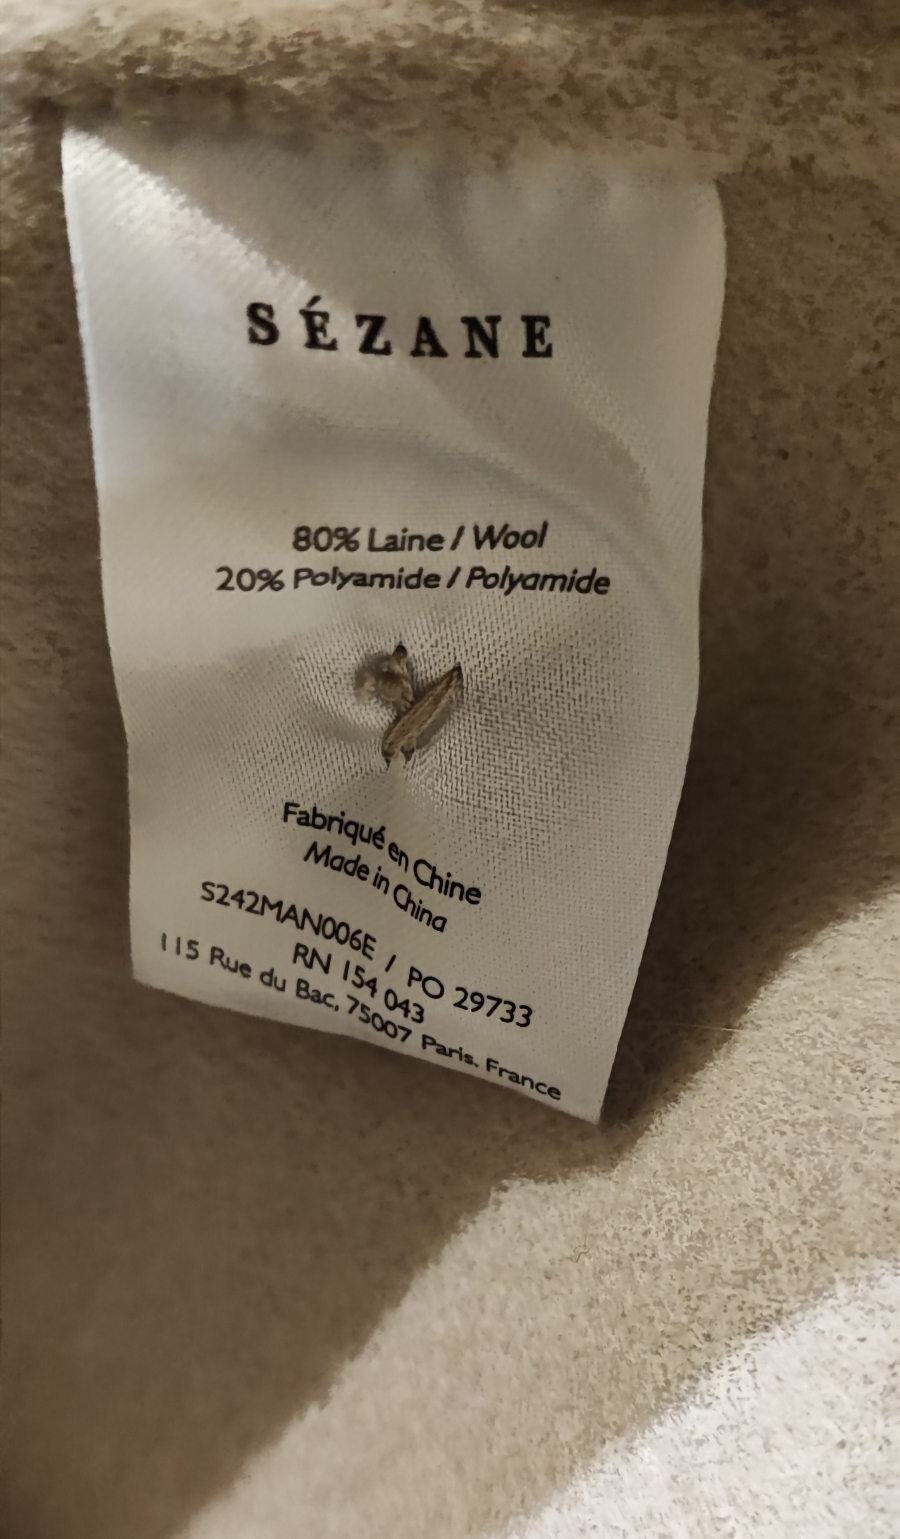 SÉZANE
80% Laine / Wool
20% Polyamide / Polyamide
Fabriqué en Chine
Made in China
S242MAN006E / PO 29733
RN 154 043
115 Rue du Bac, 75007 Paris. France